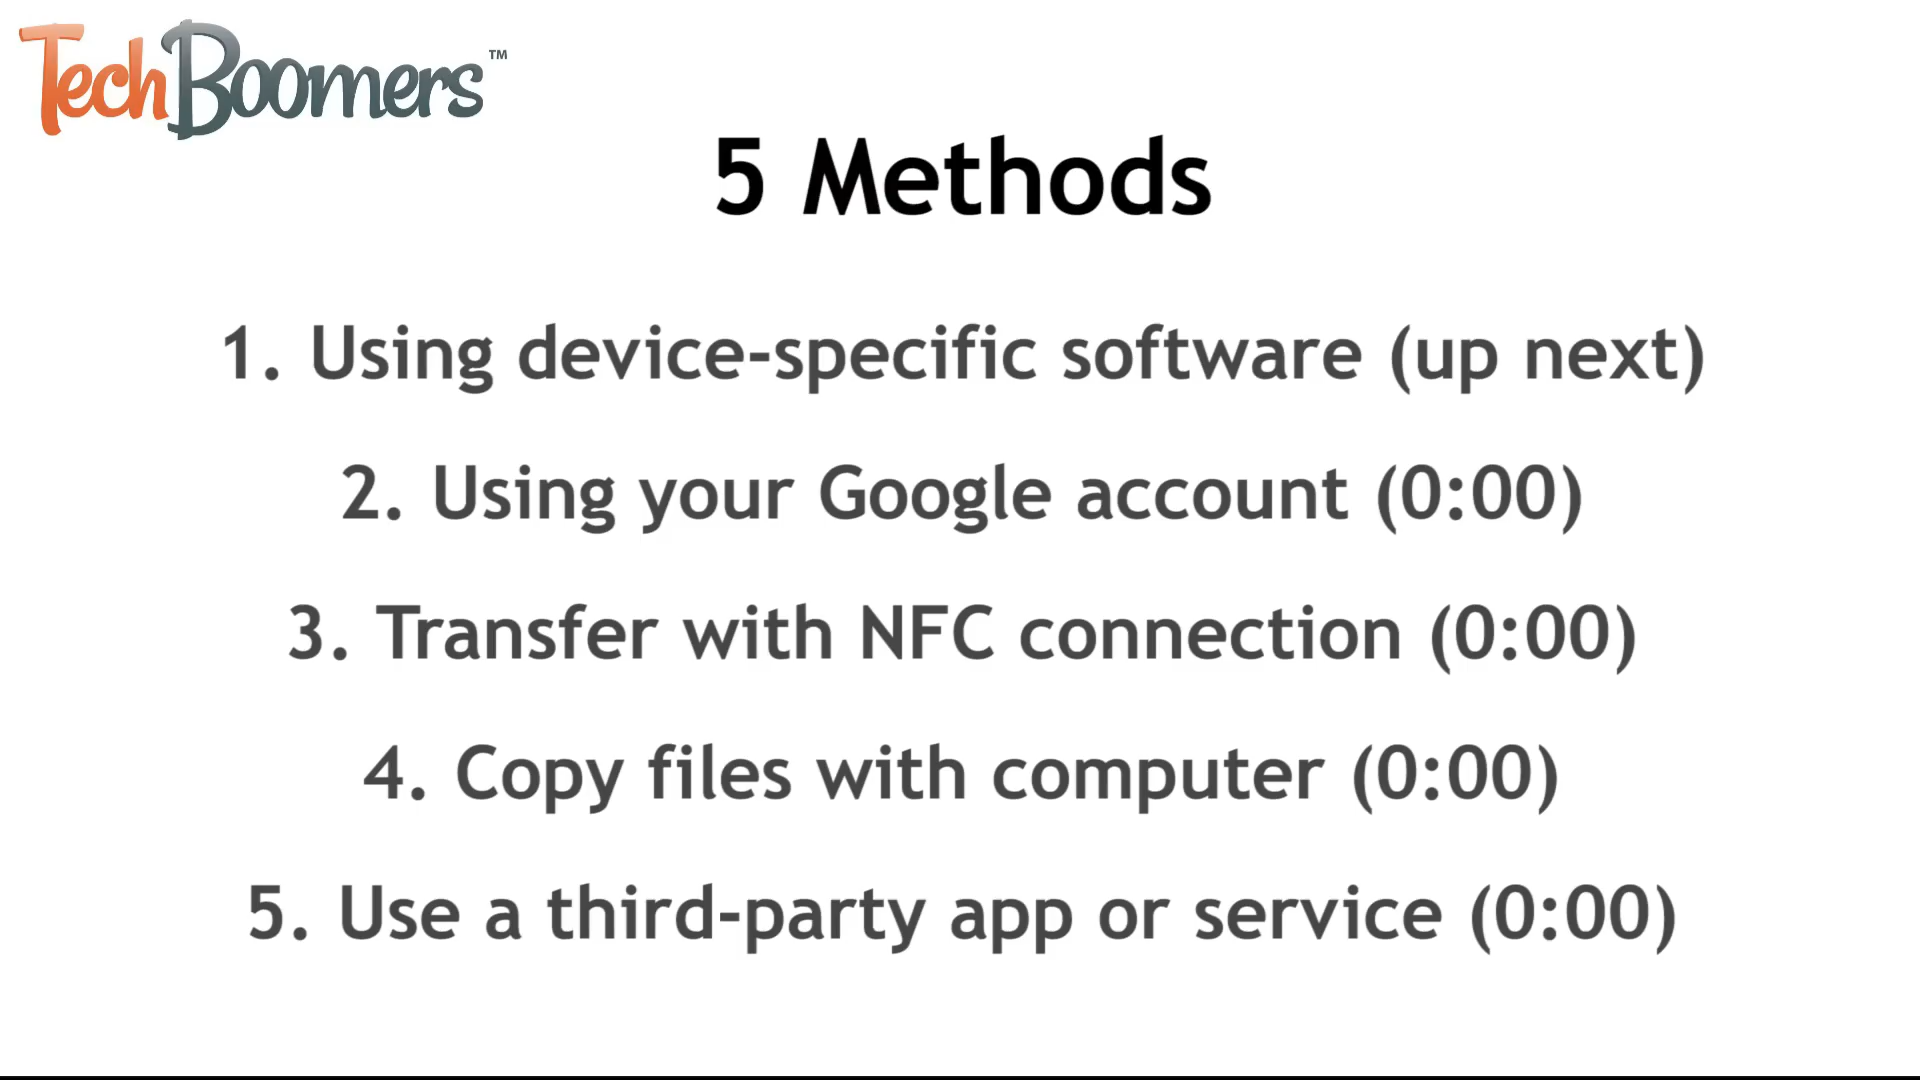 TechBoomers™
5 Methods
1. Using device-specific software (up next)
2. Using your Google account (0:00)
3. Transfer with NFC connection (0:00)
4. Copy files with computer (0:00)
5. Use a third-party app or service (0:00)